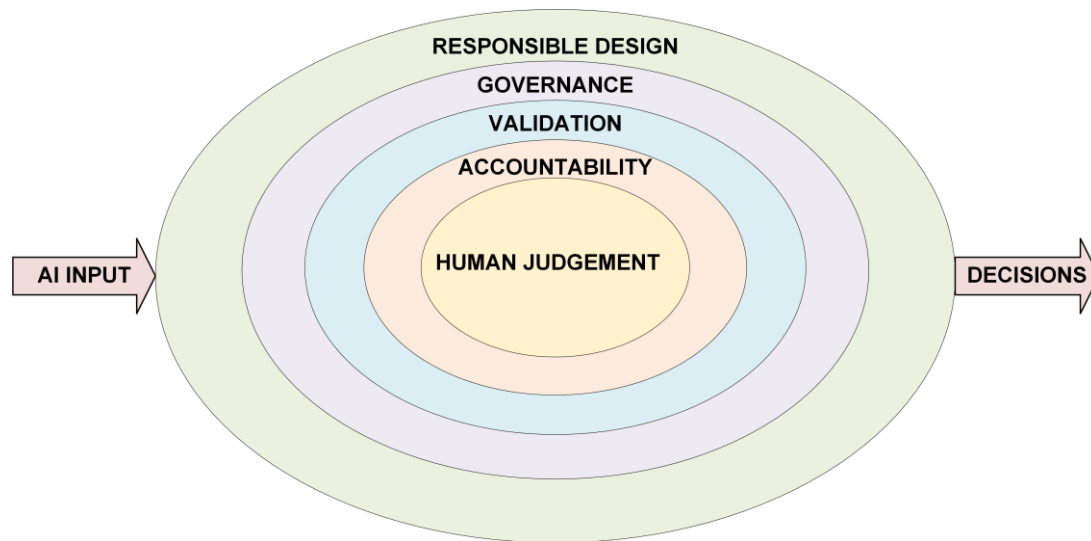 RESPONSIBLE DESIGN
GOVERNANCE
VALIDATION
ACCOUNTABILITY
HUMAN JUDGEMENT
AI INPUT
DECISIONS